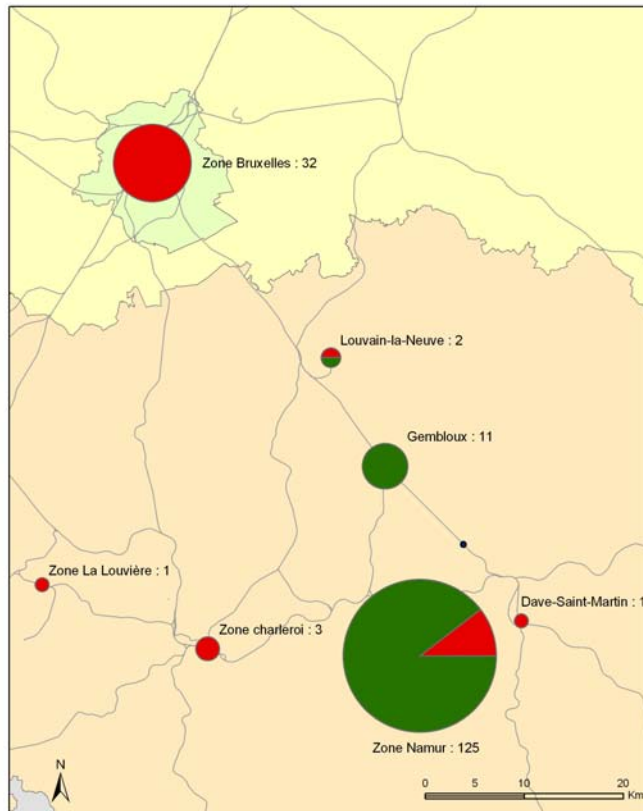 Zone Bruxelles : 32
Louvain-la-Neuve : 2
Gembloux : 11
Zone La Louvière : 1
Dave-Saint-Martin : 1
Zone charleroi : 3
Zone Namur : 125
N
0 5 10 20
Km